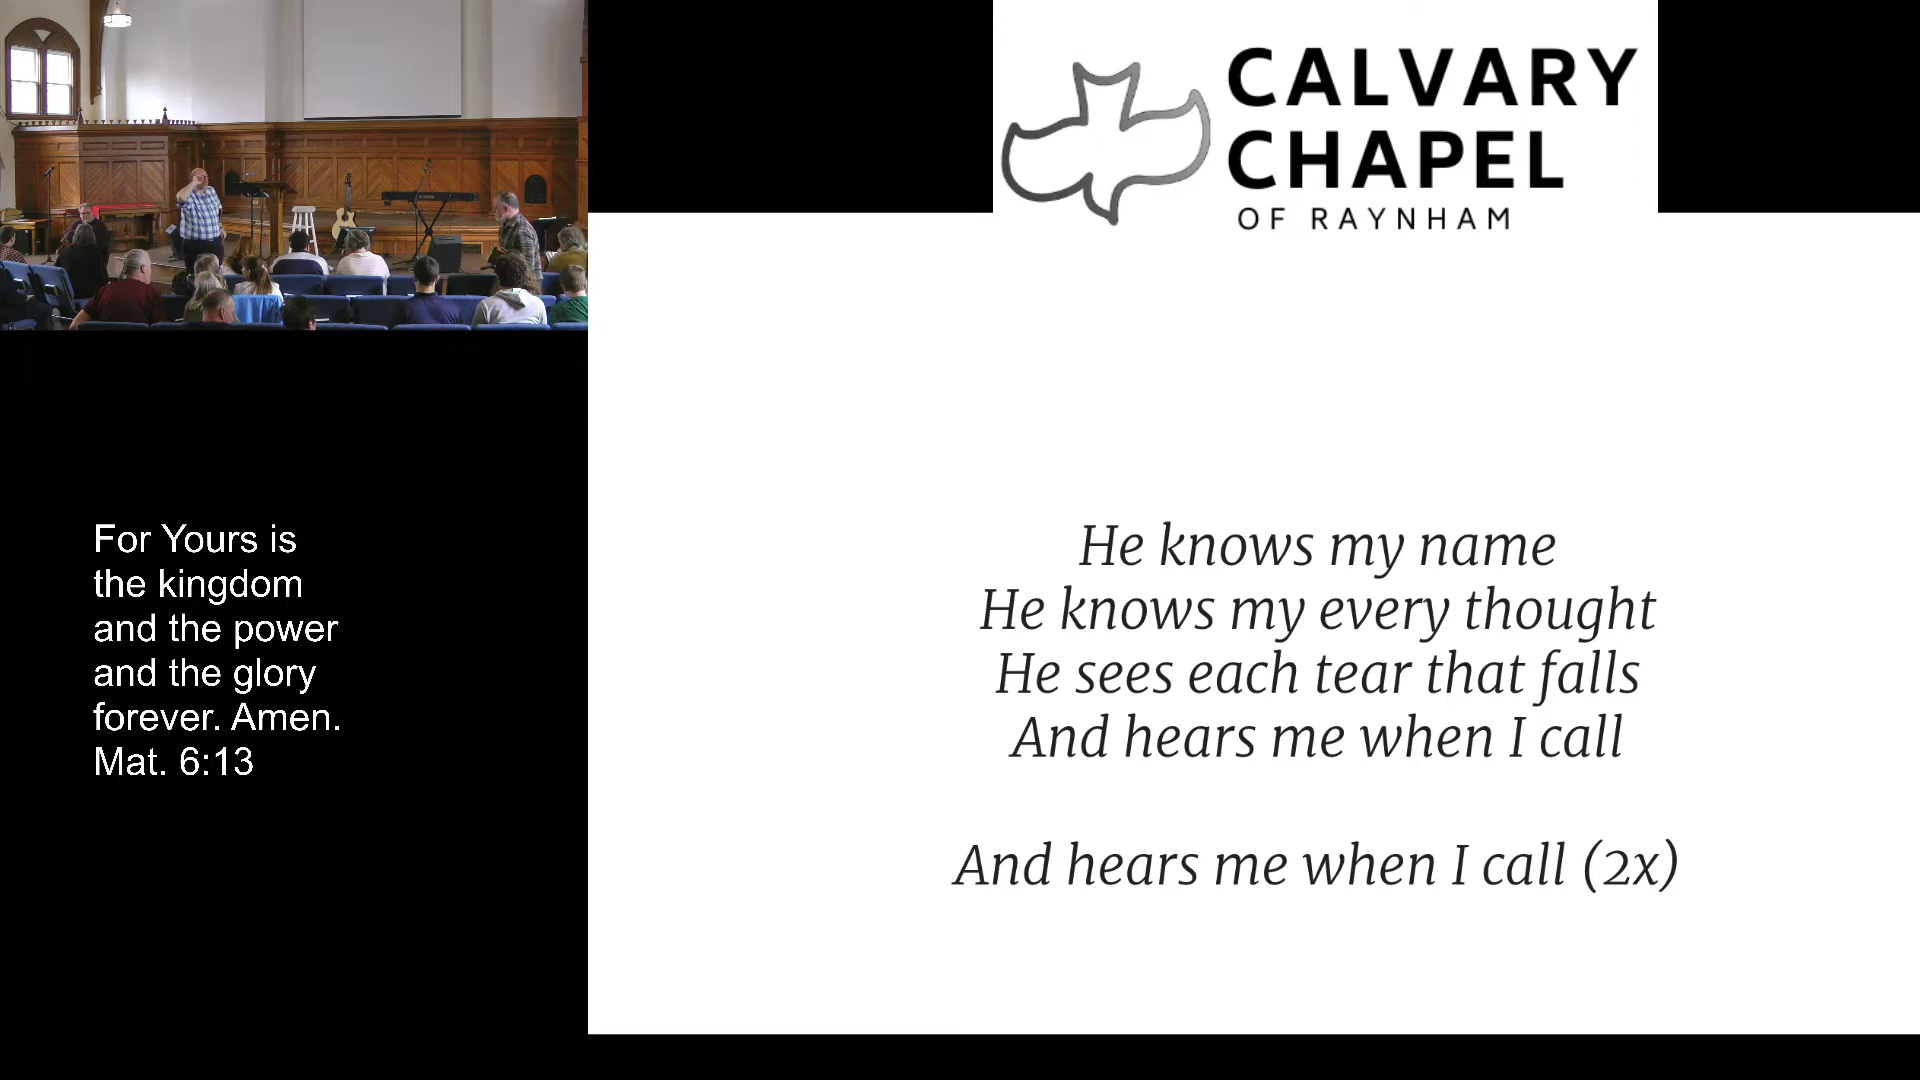 CALVARY
CHAPEL
OF RAYNHAM
For Yours is
the kingdom
and the power
and the glory
forever. Amen.
Mat. 6:13
He knows my name
He knows my every thought
He sees each tear that falls
And hears me when I call
And hears me when I call (2x)